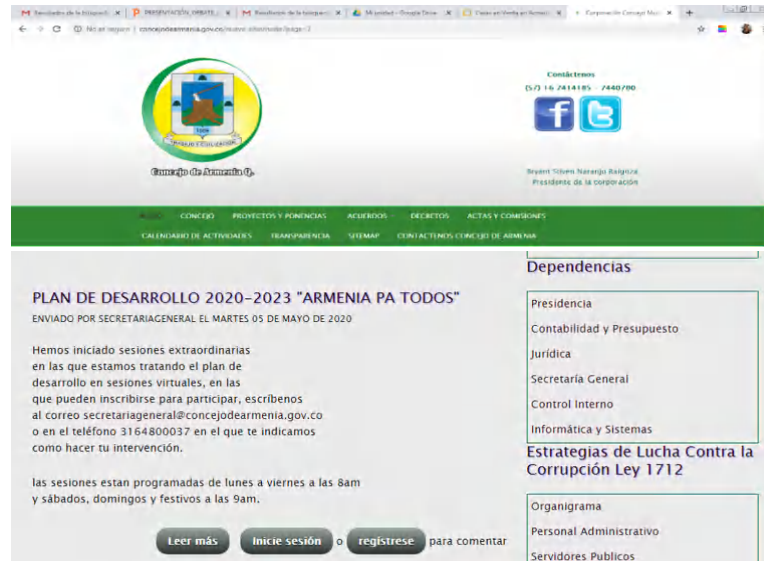 Contáctenos
(57) 16 7414185 - 7440780
Concejo de Armenia Q.
Presidente de la corporación
INICIO CONCEJO PROYECTOS Y PONENCIAS ACUERDOS DECRETOS ACTAS Y COMISIONES
CALENDARIO DE ACTIVIDADES TRANSPARENCIA SITEMAP CONTACTENOS CONCEJO DE ARMENIA
PLAN DE DESARROLLO 2020-2023 "ARMENIA PA TODOS"
ENVIADO POR SECRETARIAGENERAL EL MARTES 05 DE MAYO DE 2020
Hemos iniciado sesiones extraordinarias
en las que estamos tratando el plan de
desarrollo en sesiones virtuales, en las
que pueden inscribirse para participar, escríbenos
al correo secretariageneral@concejodearmenia.gov.co
o en el teléfono 3164800037 en el que te indicamos
como hacer tu intervención.
las sesiones estan programadas de lunes a viernes a las 8am
y sábados, domingos y festivos a las 9am.
Leer más Inicie sesión o regístrese para comentar
Dependencias
Presidencia
Contabilidad y Presupuesto
Jurídica
Secretaría General
Control Interno
Informática y Sistemas
Estrategias de Lucha Contra la
Corrupción Ley 1712
Organigrama
Personal Administrativo
Servidores Publicos